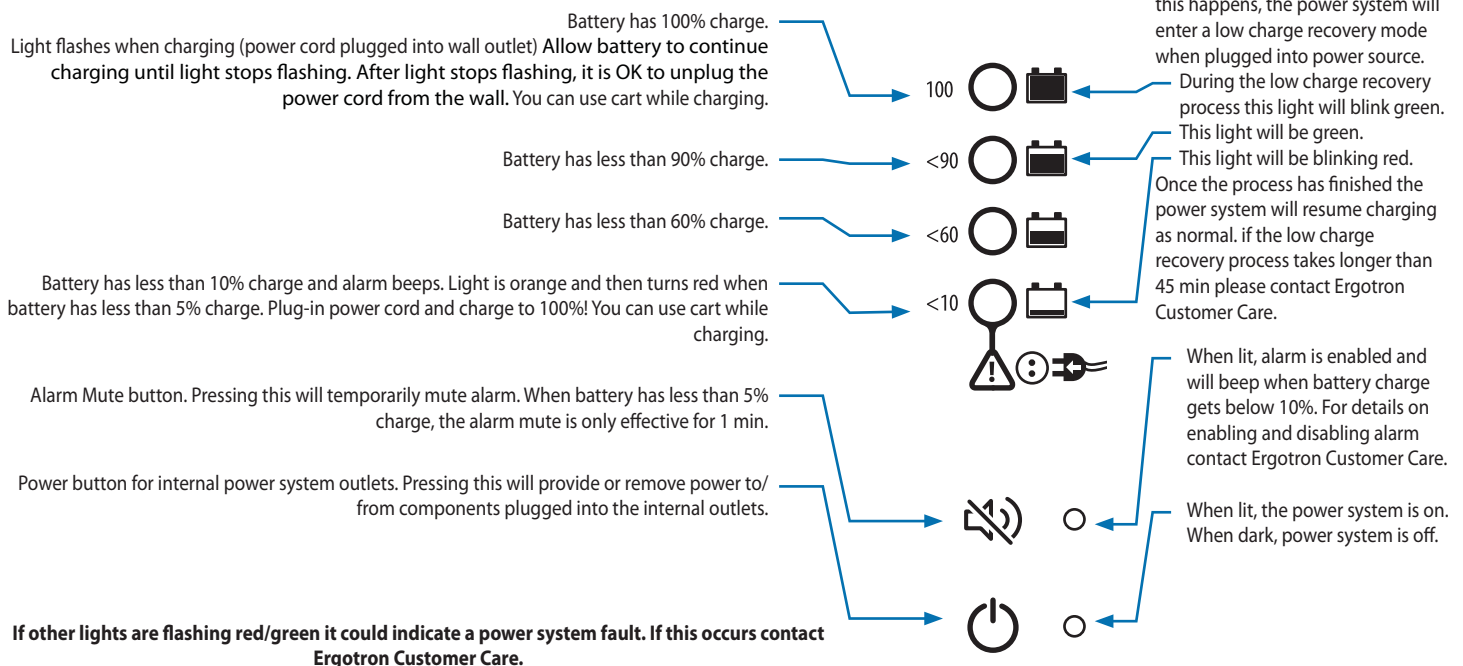 Battery has 100% charge.
Light flashes when charging (power cord plugged into wall outlet) Allow battery to continue
charging until light stops flashing. After light stops flashing, it is OK to unplug the
power cord from the wall. You can use cart while charging.
Battery has less than 90% charge.
Battery has less than 60% charge.
Battery has less than 10% charge and alarm beeps. Light is orange and then turns red when
battery has less than 5% charge. Plug-in power cord and charge to 100%! You can use cart while
charging.
Alarm Mute button. Pressing this will temporarily mute alarm. When battery has less than 5%
charge, the alarm mute is only effective for 1 min.
Power button for internal power system outlets. Pressing this will provide or remove power to/
from components plugged into the internal outlets.
If other lights are flashing red/green it could indicate a power system fault. If this occurs contact
Ergotron Customer Care.
100
<90
<60
<10
this happens, the power system will
enter a low charge recovery mode
when plugged into power source.
During the low charge recovery
process this light will blink green.
This light will be green.
This light will be blinking red.
Once the process has finished the
power system will resume charging
as normal. if the low charge
recovery process takes longer than
45 min please contact Ergotron
Customer Care.
When lit, alarm is enabled and
will beep when battery charge
gets below 10%. For details on
enabling and disabling alarm
contact Ergotron Customer Care.
When lit, the power system is on.
When dark, power system is off.